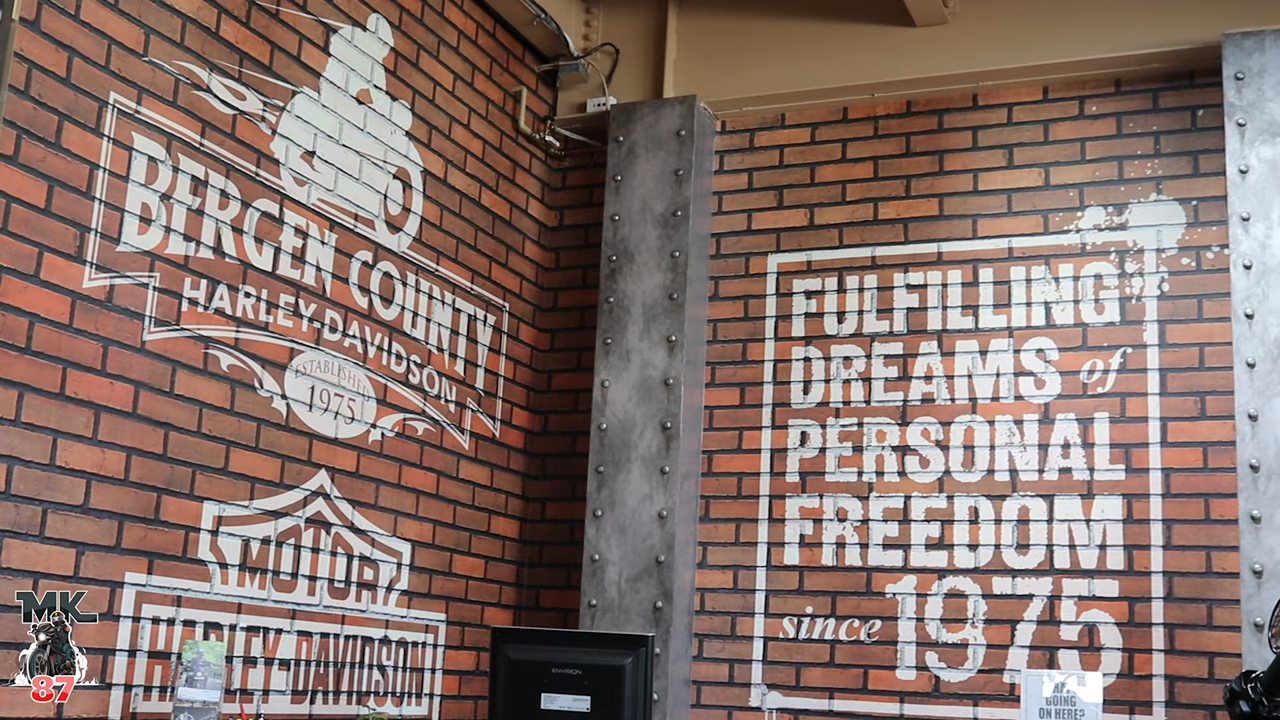 BERGEN COUNTY
HARLEY-DAVIDSON
ESTABLISHED
1975
MOTOR
HARLEY-DAVIDSON
FULFILLING
DREAMS of
PERSONAL
FREEDOM
since 1975
ENVISION
GOING
ON HERE?
MK
87